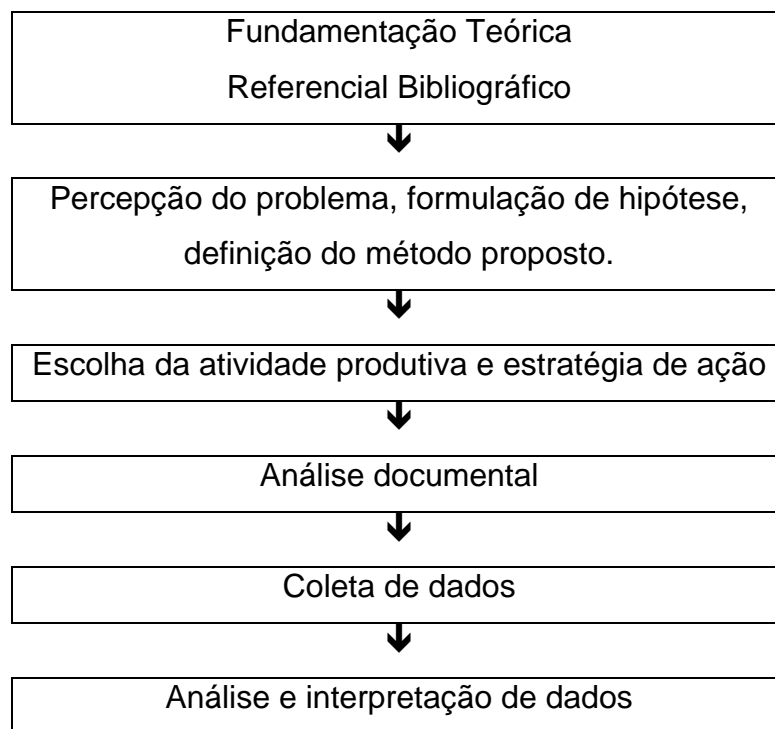 Fundamentação Teórica
Referencial Bibliográfico
Percepção do problema, formulação de hipótese,
definição do método proposto.
Escolha da atividade produtiva e estratégia de ação
Análise documental
Coleta de dados
Análise e interpretação de dados